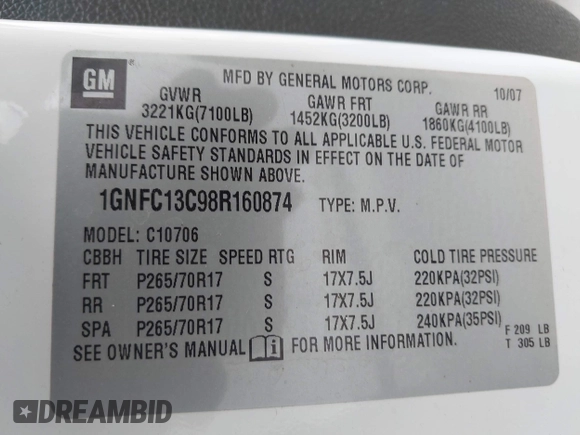 GM
MFD BY GENERAL MOTORS CORP. 10/07
GVWR GAWR FRT GAWR RR
3221KG(7100LB) 1452KG(3200LB) 1860KG(4100LB)
THIS VEHICLE CONFORMS TO ALL APPLICABLE U.S. FEDERAL MOTOR
VEHICLE SAFETY STANDARDS IN EFFECT ON THE DATE OF
MANUFACTURE SHOWN ABOVE.
1GNFC13C98R160874 TYPE: M.P.V.
MODEL: C10706
CBBH TIRE SIZE SPEED RTG RIM COLD TIRE PRESSURE
FRT P265/70R17 S 17X7.5J 220KPA(32PSI)
RR P265/70R17 S 17X7.5J 220KPA(32PSI)
SPA P265/70R17 S 17X7.5J 240KPA(35PSI)
SEE OWNER'S MANUAL i FOR MORE INFORMATION.
F 209 LB
T 305 LB
DREAMBID